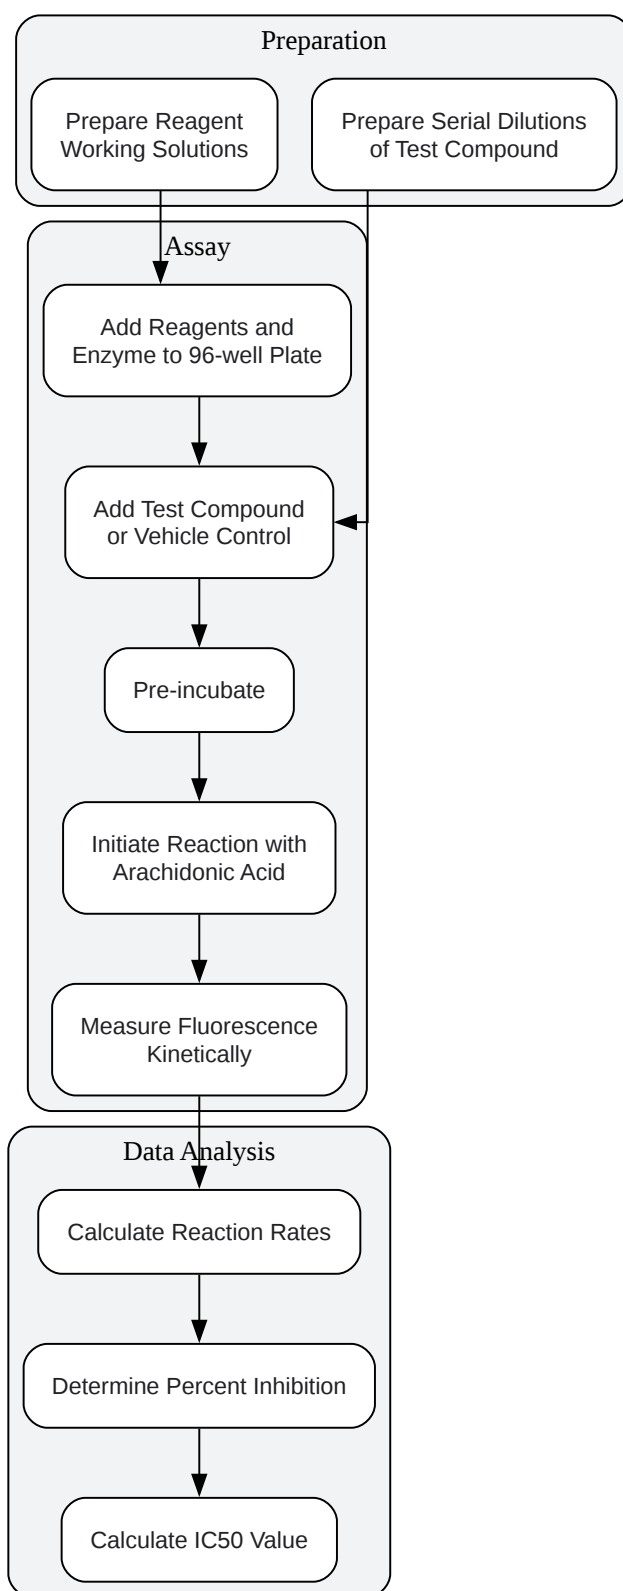 Preparation
Prepare Reagent
Working Solutions
Prepare Serial Dilutions
of Test Compound
Assay
Add Reagents and
Enzyme to 96-well Plate
Add Test Compound
or Vehicle Control
Pre-incubate
Initiate Reaction with
Arachidonic Acid
Measure Fluorescence
Kinetically
Data Analysis
Calculate Reaction Rates
Determine Percent Inhibition
Calculate IC50 Value